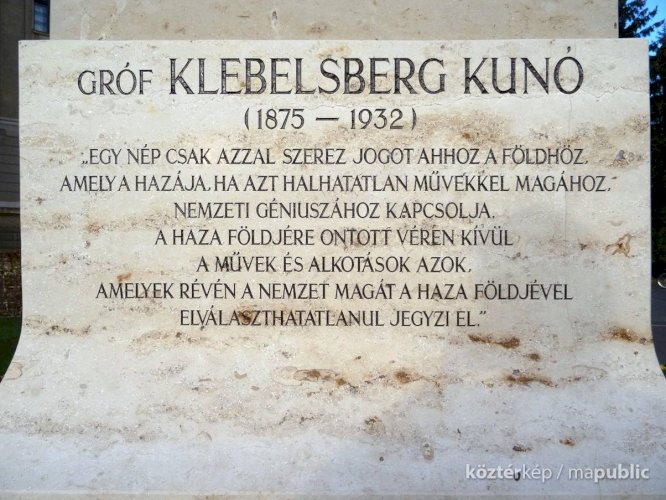 GRÓF KLEBELSBERG KUNÓ
(1875 — 1932)
„EGY NÉP CSAK AZZAL SZEREZ JOGOT AHHOZ A FÖLDHÖZ,
AMELY A HAZÁJA, HA AZT HALHATATLAN MŰVEKKEL MAGÁHOZ,
NEMZETI GÉNIUSZÁHOZ KAPCSOLJA.
A HAZA FÖLDJÉRE ONTOTT VÉREN KÍVÜL
A MŰVEK ÉS ALKOTÁSOK AZOK,
AMELYEK RÉVÉN A NEMZET MAGÁT A HAZA FÖLDJÉVEL
ELVÁLASZTHATATLANUL JEGYZI EL."
köztérkép / mapublic